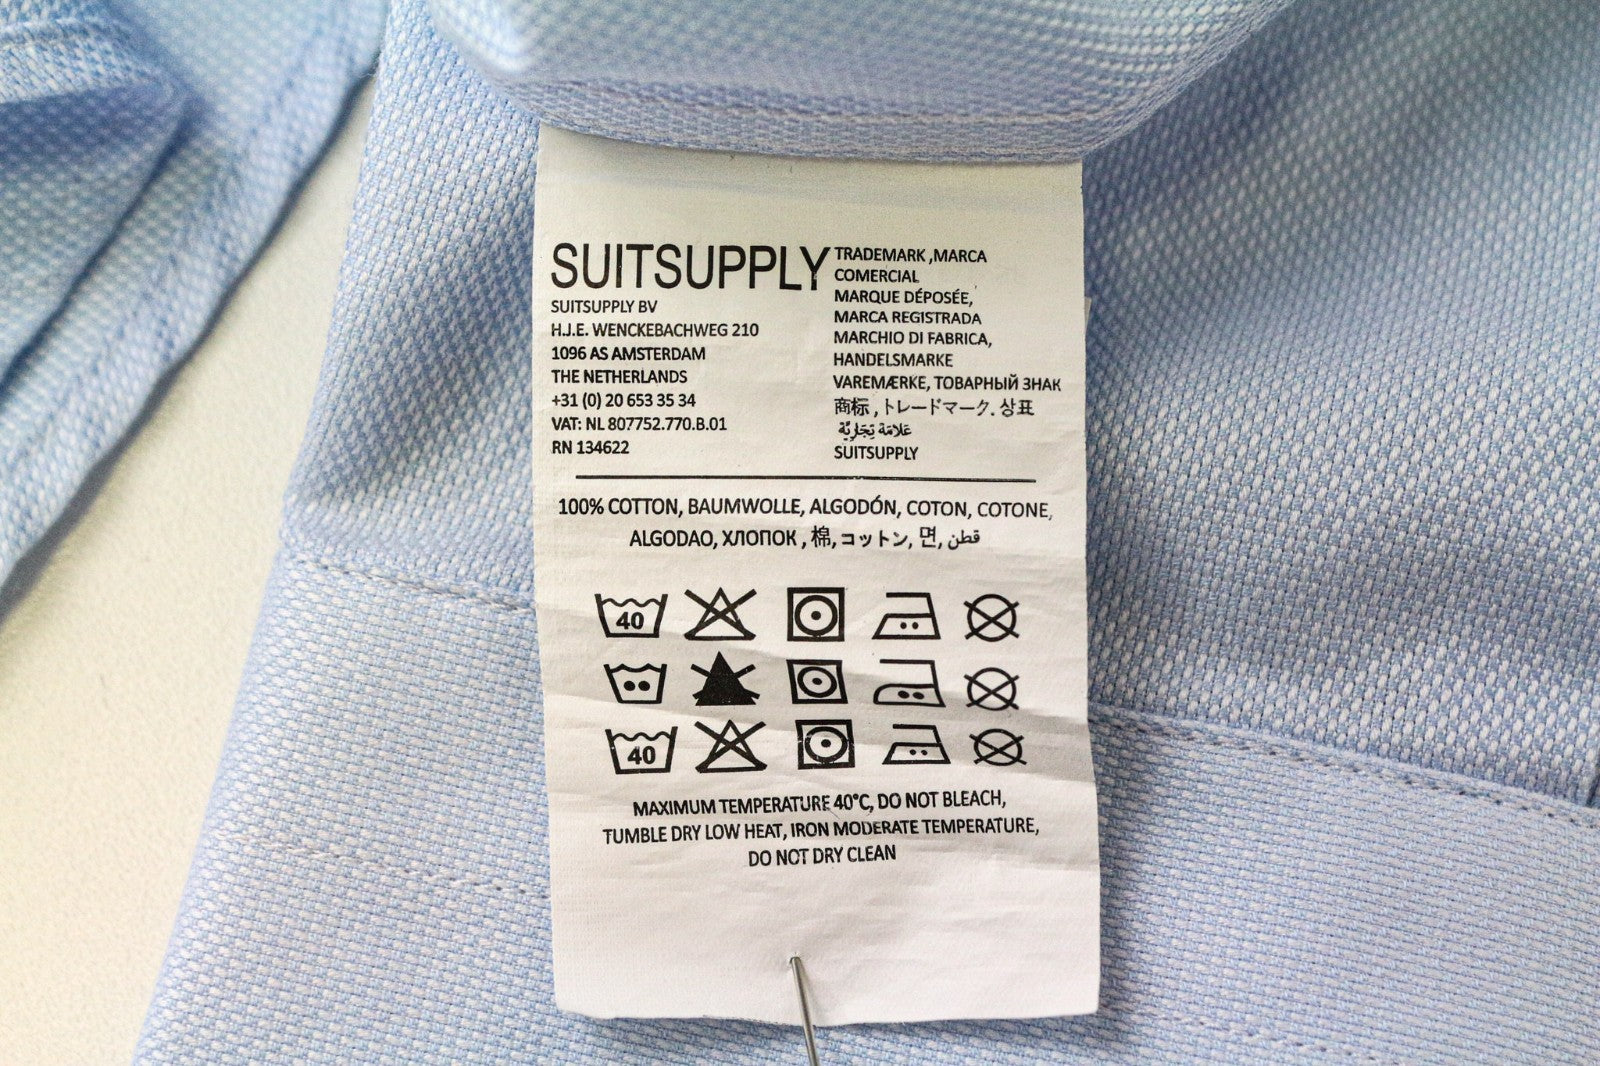 SUITSUPPLY
SUITSUPPLY BV
H.J.E. WENCKEBACHWEG 210
1096 AS AMSTERDAM
THE NETHERLANDS
+31 (0) 20 653 35 34
VAT: NL 807752.770.B.01
RN 134622
TRADEMARK ,MARCA
COMERCIAL
MARQUE DÉPOSÉE,
MARCA REGISTRADA
MARCHIO DI FABRICA,
HANDELSMARKE
VAREMÆRKE, ТОВАРНЫЙ ЗНАК
商标 , トレードマーク. 상표
عَلامَة تِجَارِيَّة
SUITSUPPLY
100% COTTON, BAUMWOLLE, ALGODÓN, COTON, COTONE,
ALGODAO, ХЛОПОК , 棉, コットン, 면, قطن
40
40
MAXIMUM TEMPERATURE 40°C, DO NOT BLEACH,
TUMBLE DRY LOW HEAT, IRON MODERATE TEMPERATURE,
DO NOT DRY CLEAN